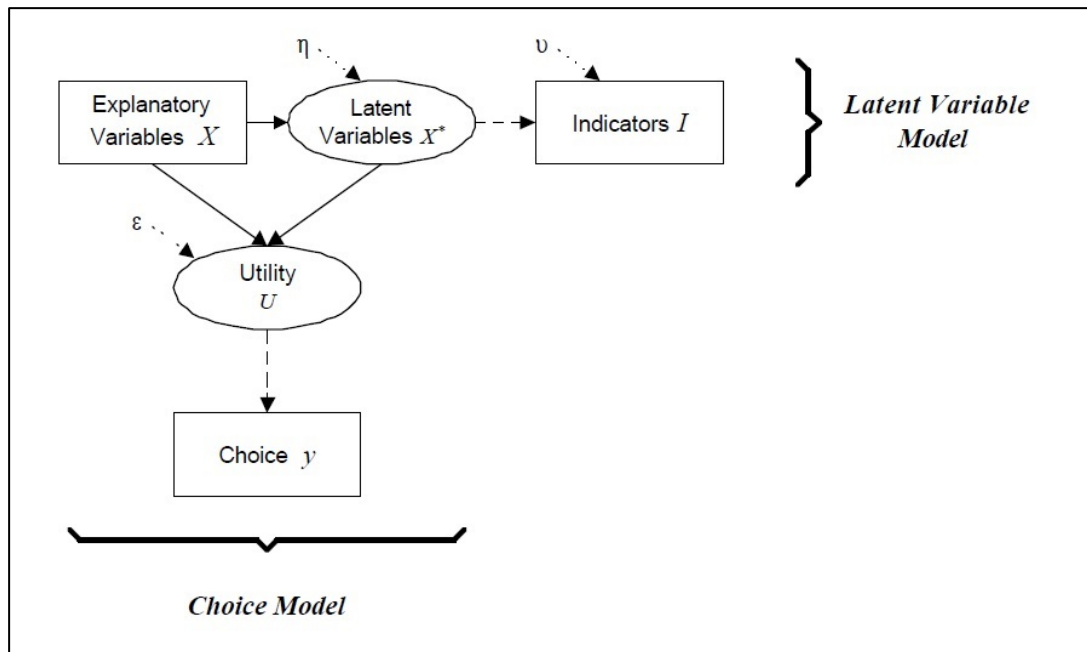 η
υ
Explanatory
Variables X
Latent
Variables X*
Indicators I
Latent Variable
Model
ε
Utility
U
Choice y
Choice Model